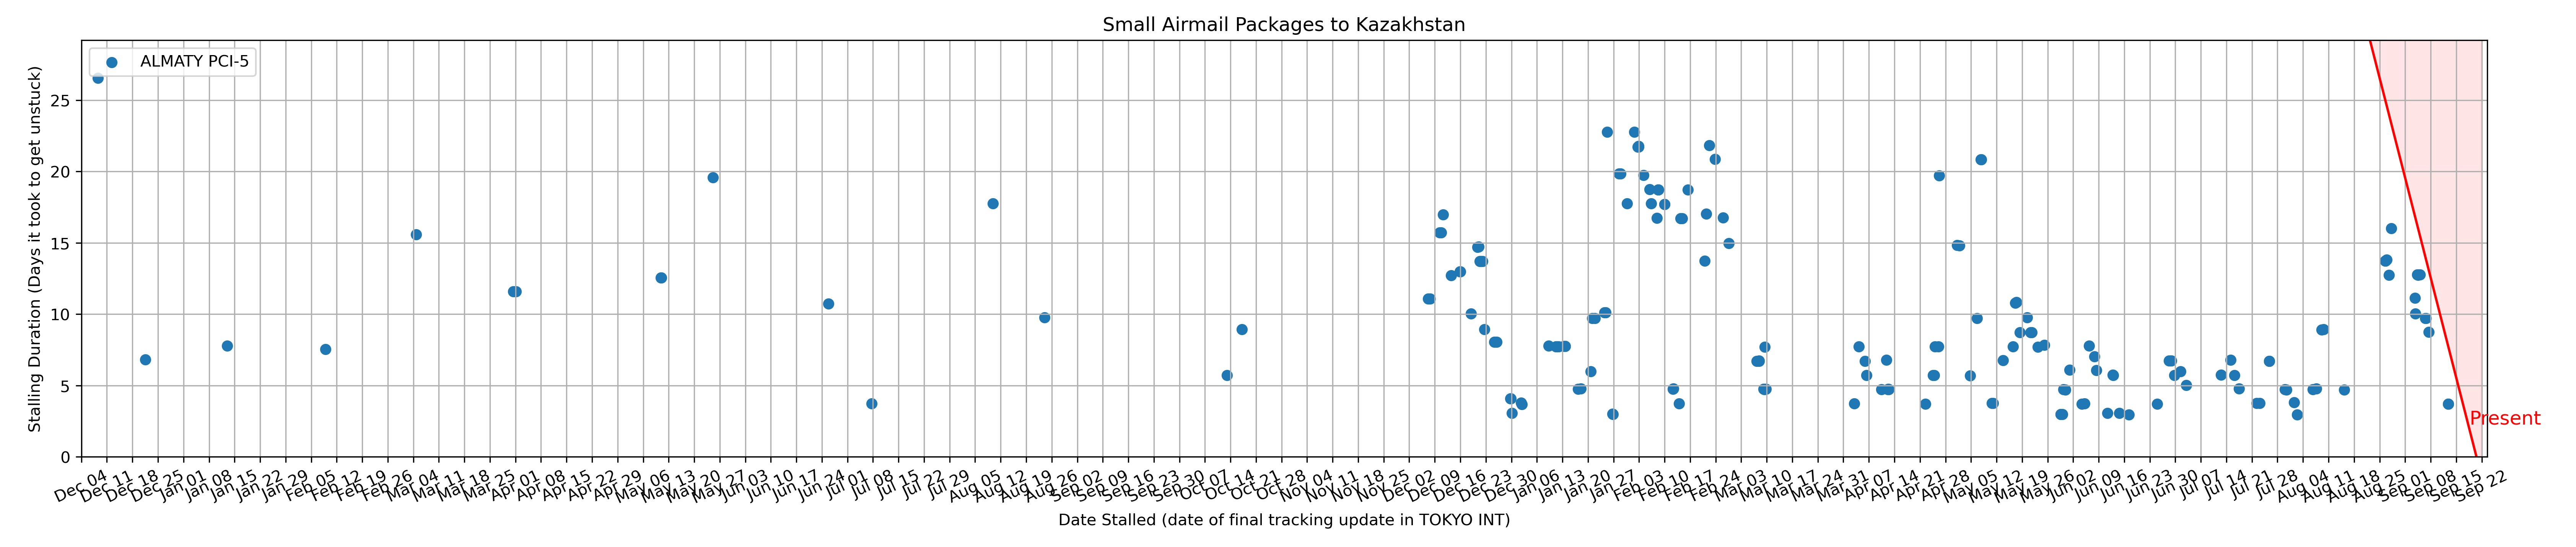 Small Airmail Packages to Kazakhstan
ALMATY PCI-5
Stalling Duration (Days it took to get unstuck)
25
20
15
10
5
0
Present
Dec 04 Dec 11 Dec 18 Dec 25 Jan 01 Jan 08 Jan 15 Jan 22 Jan 29 Feb 05 Feb 12 Feb 19 Feb 26 Mar 04 Mar 11 Mar 18 Mar 25 Apr 01 Apr 08 Apr 15 Apr 22 Apr 29 May 06 May 13 May 20 May 27 Jun 03 Jun 10 Jun 17 Jun 24 Jul 01 Jul 08 Jul 15 Jul 22 Jul 29 Aug 05 Aug 12 Aug 19 Aug 26 Sep 02 Sep 09 Sep 16 Sep 23 Sep 30 Oct 07 Oct 14 Oct 21 Oct 28 Nov 04 Nov 11 Nov 18 Nov 25 Dec 02 Dec 09 Dec 16 Dec 23 Dec 30 Jan 06 Jan 13 Jan 20 Jan 27 Feb 03 Feb 10 Feb 17 Feb 24 Mar 03 Mar 10 Mar 17 Mar 24 Mar 31 Apr 07 Apr 14 Apr 21 Apr 28 May 05 May 12 May 19 May 26 Jun 02 Jun 09 Jun 16 Jun 23 Jun 30 Jul 07 Jul 14 Jul 21 Jul 28 Aug 04 Aug 11 Aug 18 Aug 25 Sep 01 Sep 08 Sep 15 Sep 22
Date Stalled (date of final tracking update in TOKYO INT)